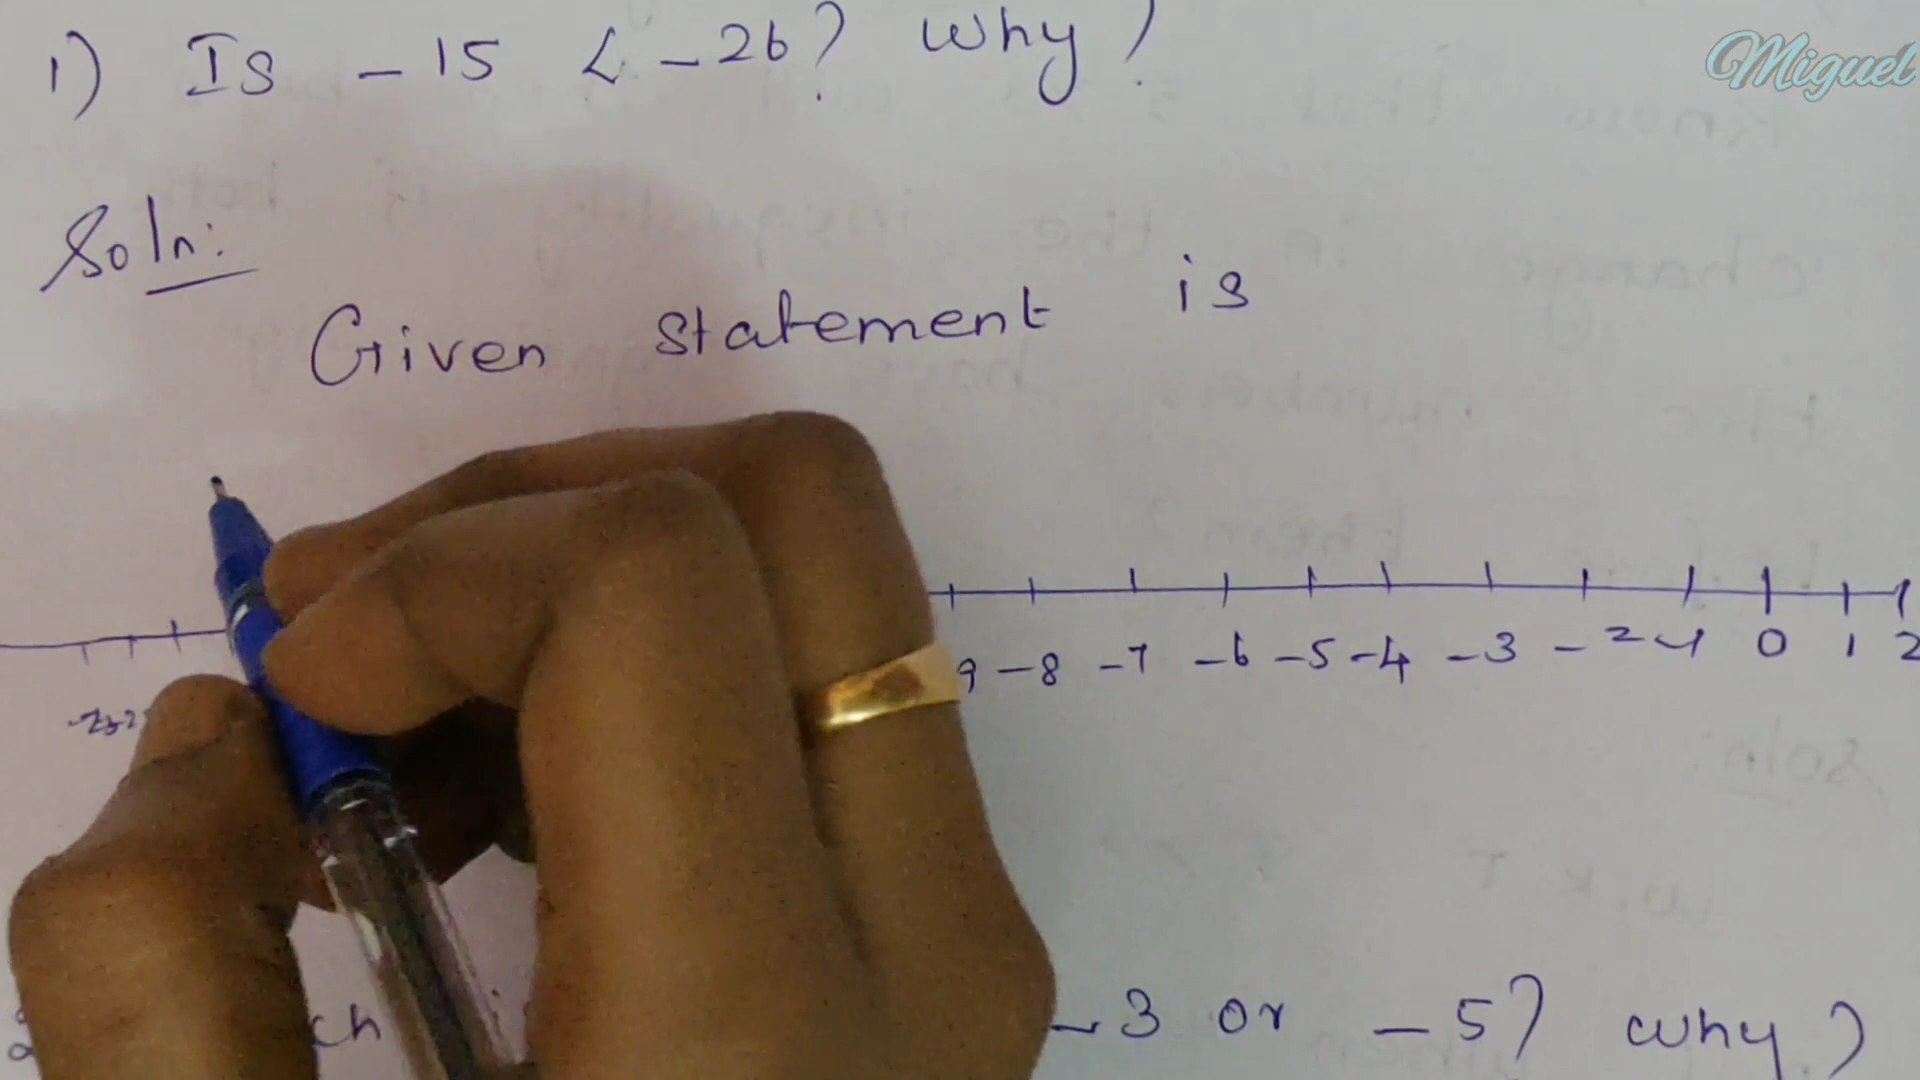 Miguel
1) Is -15 < -26? Why?
Soln:
Given statement is
9 -8 -7 -6 -5 -4 -3 -2 -1 0 1 2
-3 or -5? why?